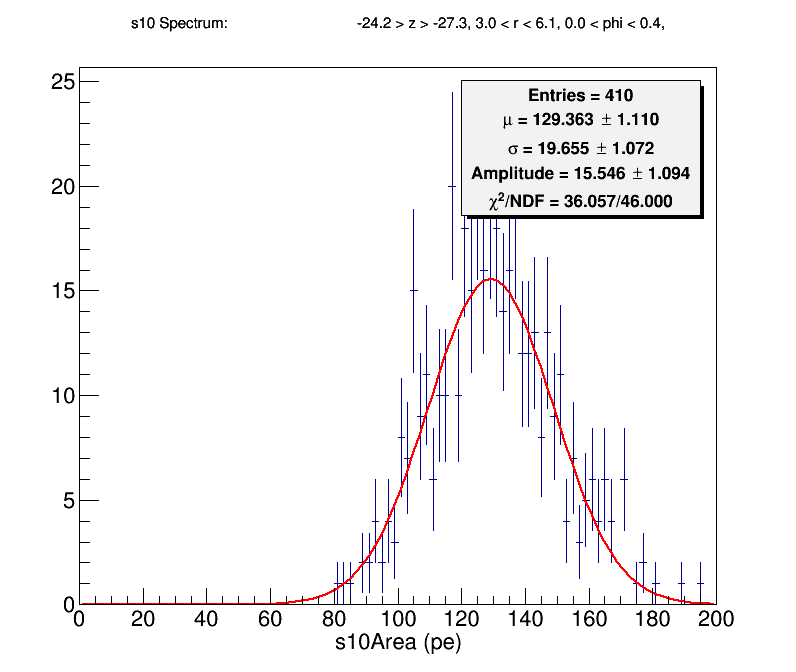 s10 Spectrum: -24.2 > z > -27.3, 3.0 < r < 6.1, 0.0 < phi < 0.4,
Entries = 410
μ = 129.363 ± 1.110
σ = 19.655 ± 1.072
Amplitude = 15.546 ± 1.094
χ²/NDF = 36.057/46.000
25
20
15
10
5
0
0 20 40 60 80 100 120 140 160 180 200
s10Area (pe)